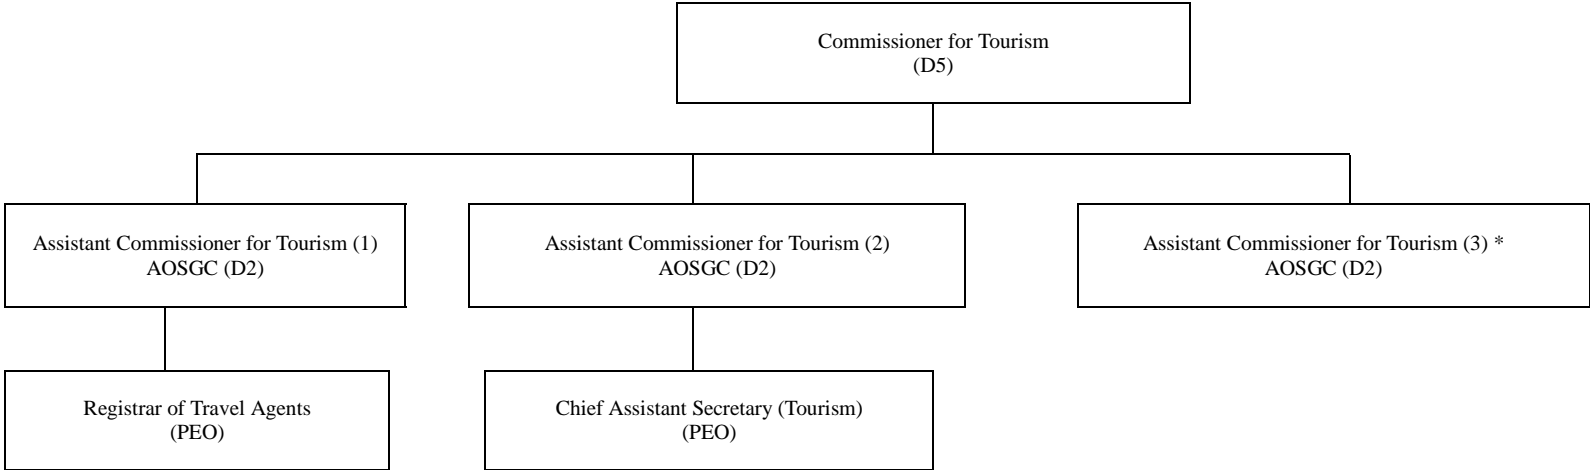 Commissioner for Tourism
(D5)
Assistant Commissioner for Tourism (1)
AOSGC (D2)
Assistant Commissioner for Tourism (2)
AOSGC (D2)
Assistant Commissioner for Tourism (3) *
AOSGC (D2)
Registrar of Travel Agents
(PEO)
Chief Assistant Secretary (Tourism)
(PEO)